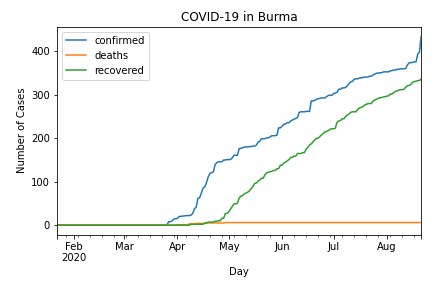 COVID-19 in Burma
confirmed
deaths
recovered
Number of Cases
400
300
200
100
0
Feb Mar Apr May Jun Jul Aug
2020
Day